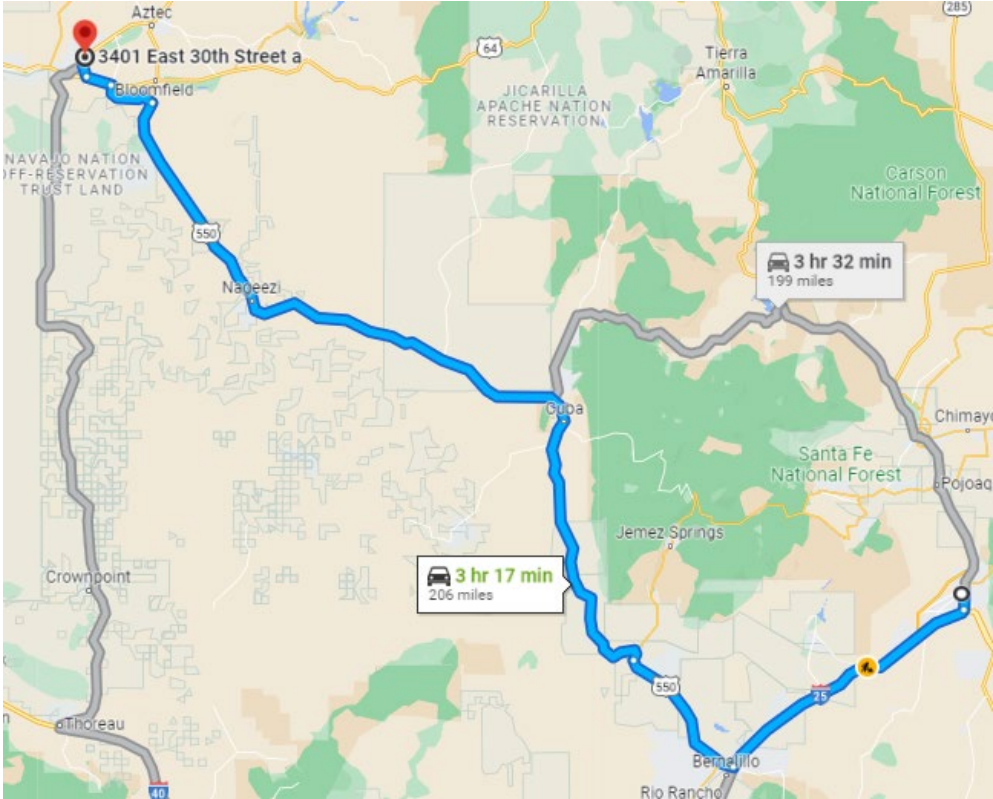 285
Aztec
64
3401 East 30th Street a
Tierra
Amarilla
Bloomfield
JICARILLA
APACHE NATION
RESERVATION
NAVAJO NATION
OFF-RESERVATION
TRUST LAND
Carson
National Forest
550
3 hr 32 min
199 miles
Nageezi
Cuba
Chimayo
Santa Fe
National Forest
Pojoaq
Jemez Springs
3 hr 17 min
206 miles
Crownpoint
550
25
Thoreau
Bernalillo
40
Rio Rancho